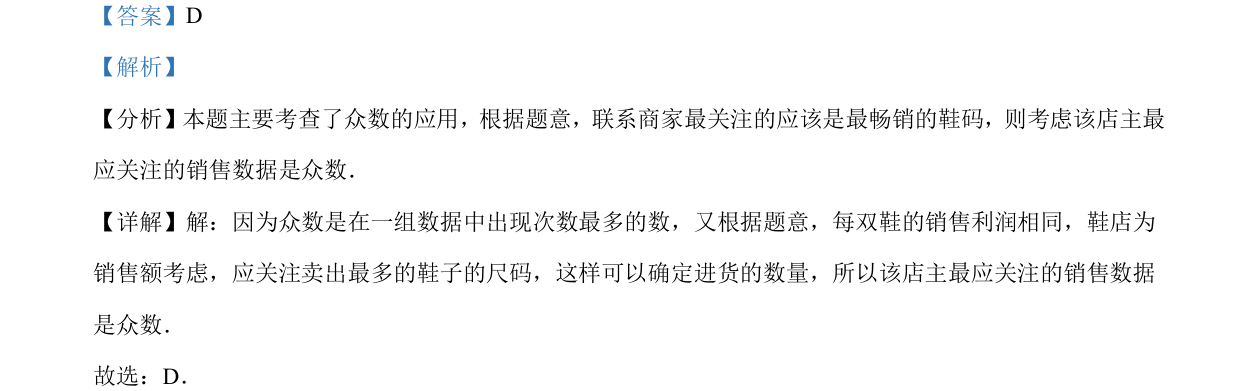 【答案】D
【解析】
【分析】本题主要考查了众数的应用，根据题意，联系商家最关注的应该是最畅销的鞋码，则考虑该店主最
应关注的销售数据是众数．
【详解】解：因为众数是在一组数据中出现次数最多的数，又根据题意，每双鞋的销售利润相同，鞋店为
销售额考虑，应关注卖出最多的鞋子的尺码，这样可以确定进货的数量，所以该店主最应关注的销售数据
是众数．
故选：D．